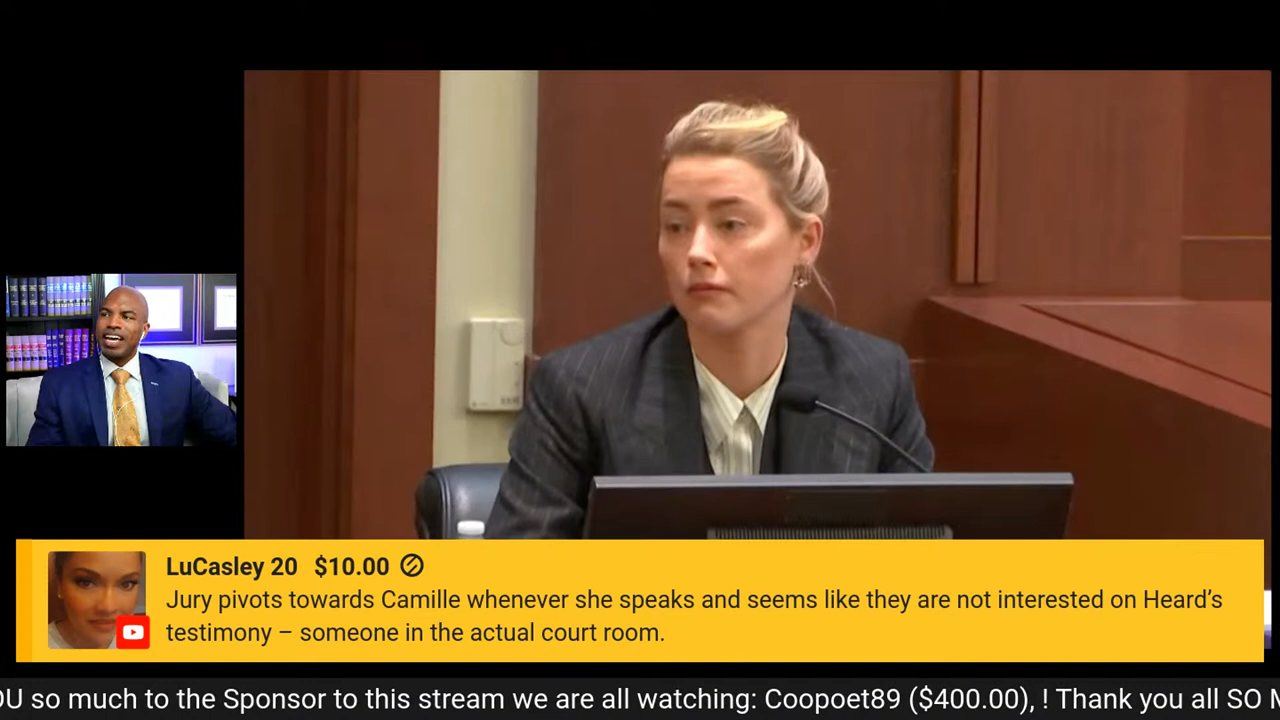 LuCasley 20 $10.00
Jury pivots towards Camille whenever she speaks and seems like they are not interested on Heard’s
testimony – someone in the actual court room.
OU so much to the Sponsor to this stream we are all watching: Coopoet89 ($400.00), ! Thank you all SO M